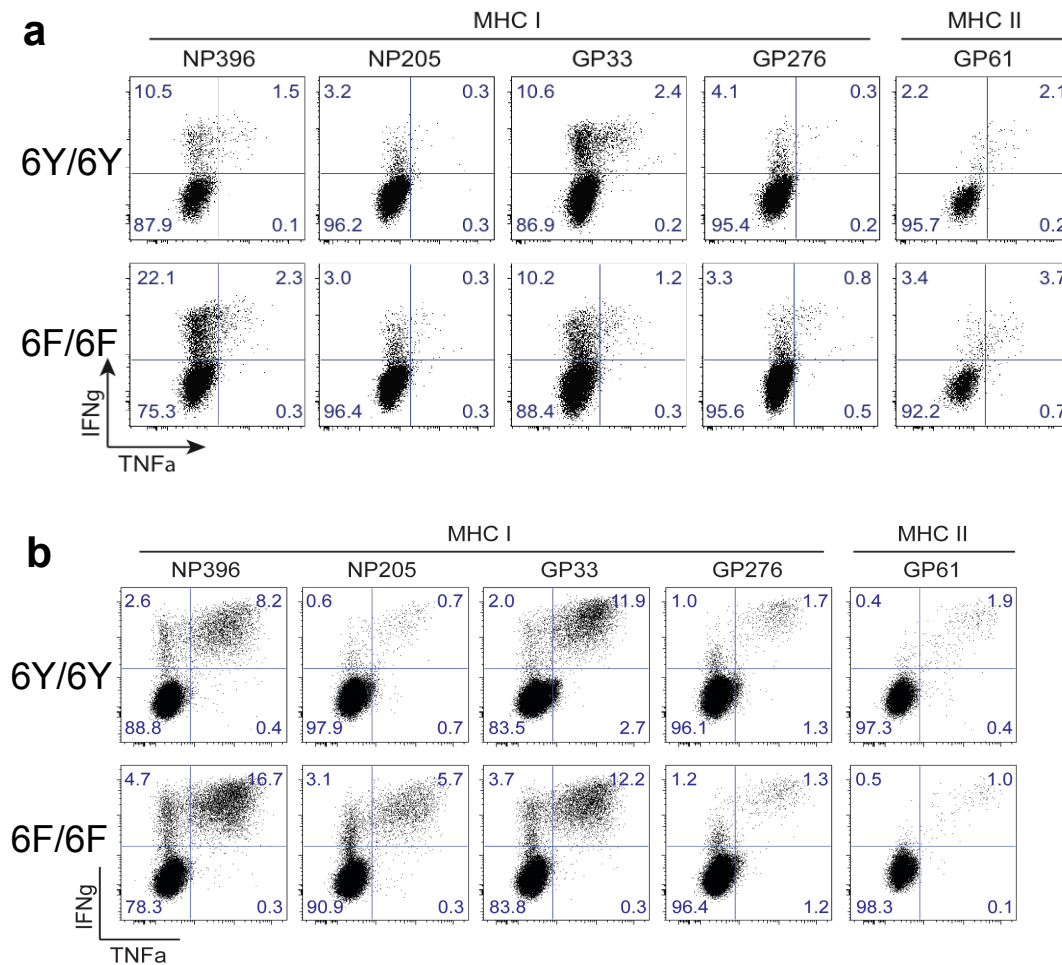 a
MHC I MHC II
NP396 NP205 GP33 GP276 GP61
6Y/6Y
10.5 1.5 3.2 0.3 10.6 2.4 4.1 0.3 2.2 2.1
87.9 0.1 96.2 0.3 86.9 0.2 95.4 0.2 95.7 0.2
6F/6F
22.1 2.3 3.0 0.3 10.2 1.2 3.3 0.8 3.4 3.7
75.3 0.3 96.4 0.3 88.4 0.3 95.6 0.5 92.2 0.7
IFNg
TNFa
b
MHC I MHC II
NP396 NP205 GP33 GP276 GP61
6Y/6Y
2.6 8.2 0.6 0.7 2.0 11.9 1.0 1.7 0.4 1.9
88.8 0.4 97.9 0.7 83.5 2.7 96.1 1.3 97.3 0.4
6F/6F
4.7 16.7 3.1 5.7 3.7 12.2 1.2 1.3 0.5 1.0
78.3 0.3 90.9 0.3 83.8 0.3 96.4 1.2 98.3 0.1
IFNg
TNFa